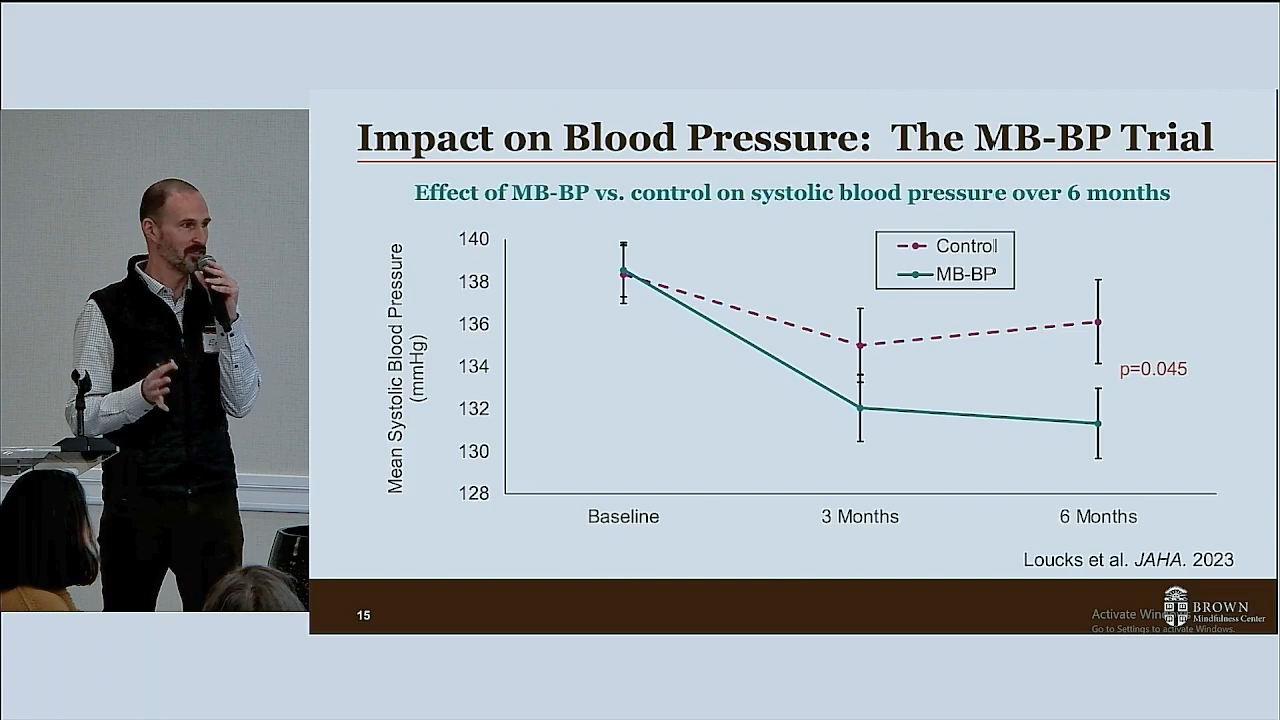 Impact on Blood Pressure: The MB-BP Trial
Effect of MB-BP vs. control on systolic blood pressure over 6 months
Mean Systolic Blood Pressure
(mmHg)
140
138
136
134
132
130
128
Control
MB-BP
p=0.045
Baseline
3 Months
6 Months
Loucks et al. JAHA. 2023
15
Activate Win
Go to Settings to activate Windows.
BROWN
Mindfulness Center